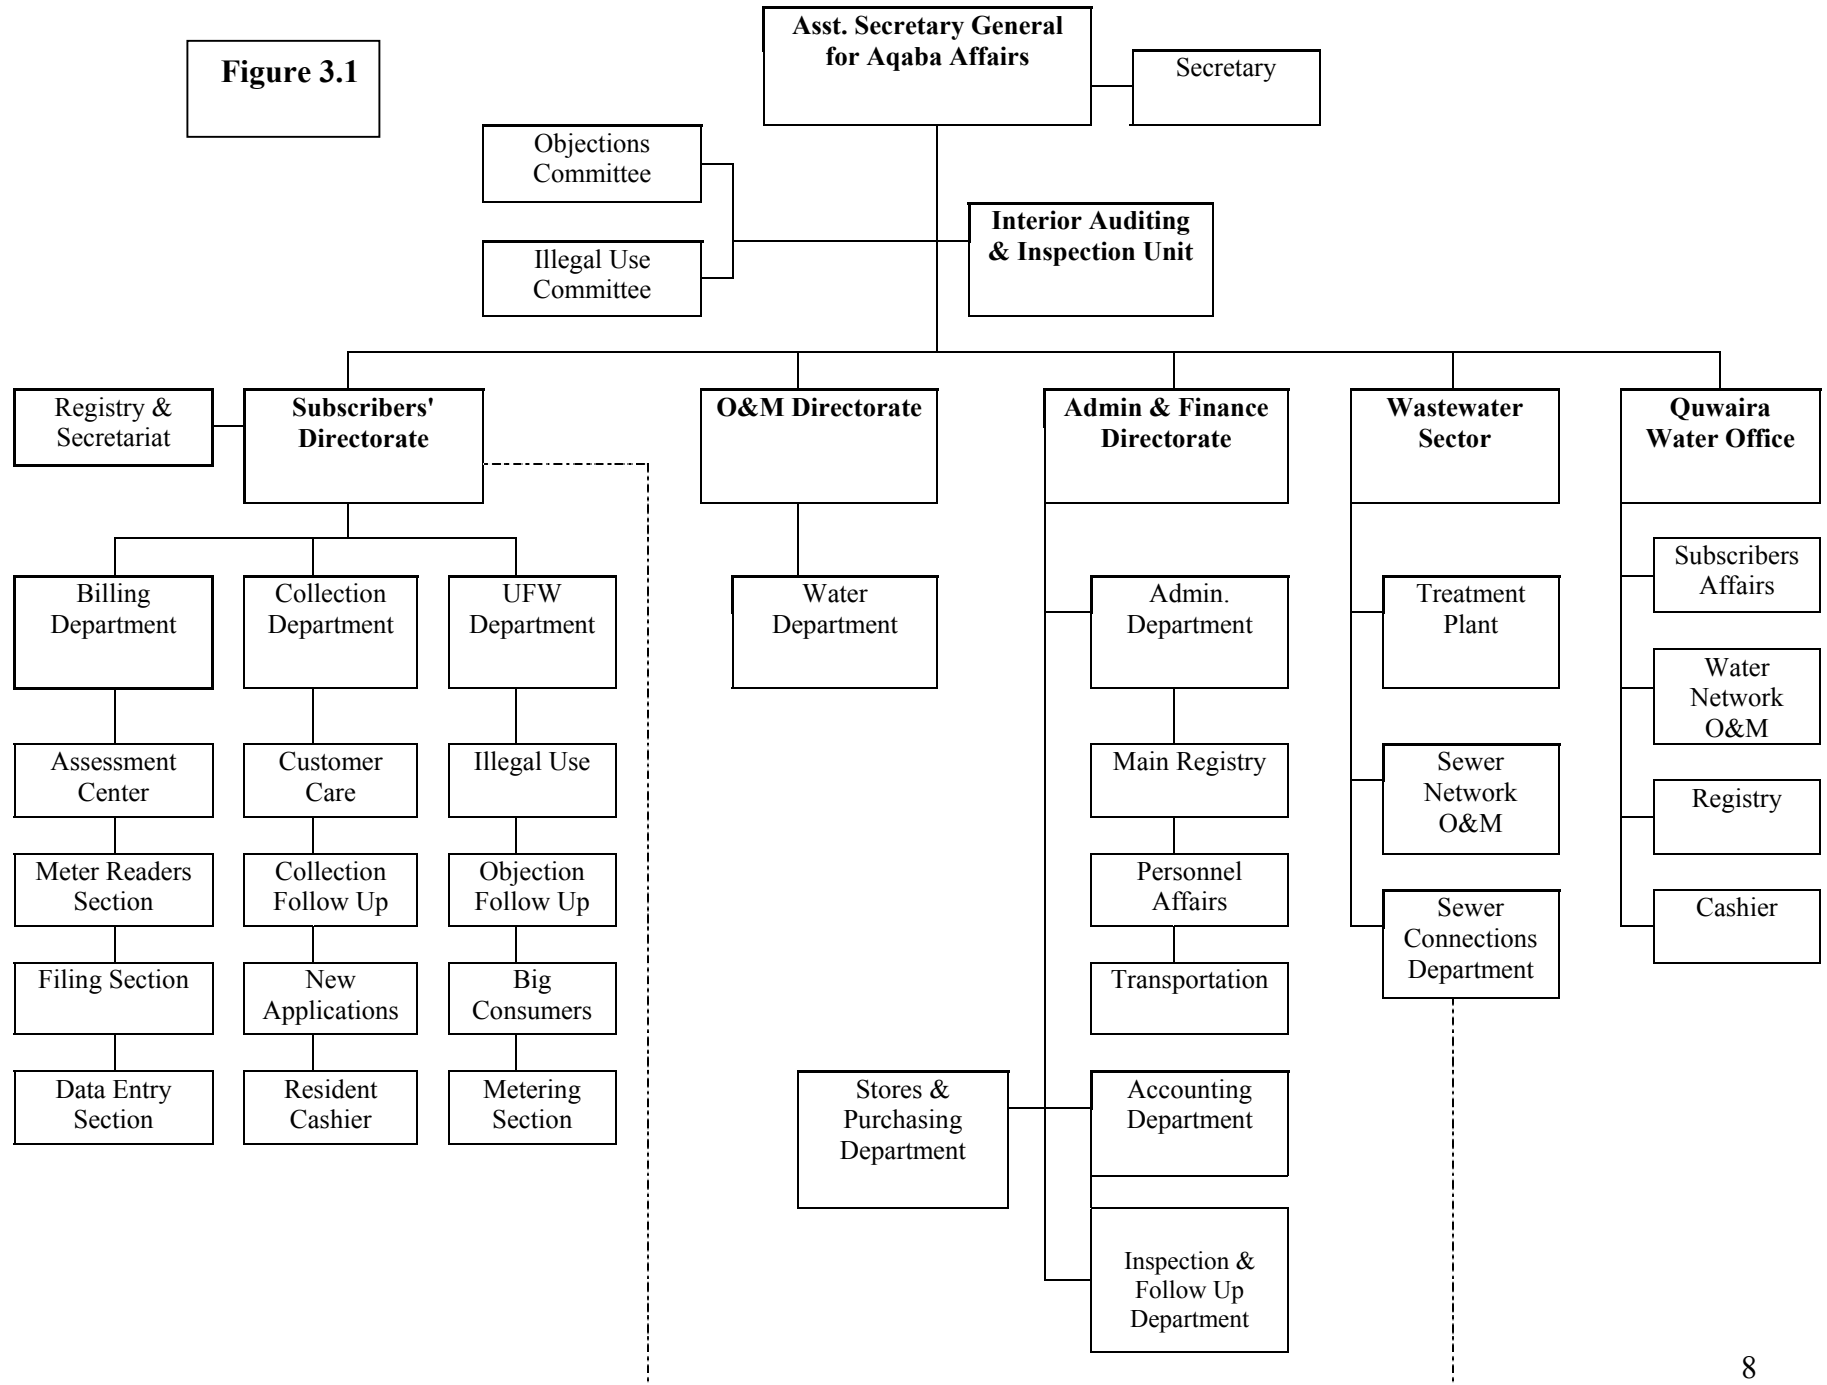 Figure 3.1
Asst. Secretary General
for Aqaba Affairs
Secretary
Objections
Committee
Illegal Use
Committee
Interior Auditing
& Inspection Unit
Registry &
Secretariat
Subscribers'
Directorate
O&M Directorate
Admin & Finance
Directorate
Wastewater
Sector
Quwaira
Water Office
Billing
Department
Collection
Department
UFW
Department
Water
Department
Admin.
Department
Treatment
Plant
Subscribers
Affairs
Water
Network
O&M
Assessment
Center
Customer
Care
Illegal Use
Main Registry
Sewer
Network
O&M
Registry
Meter Readers
Section
Collection
Follow Up
Objection
Follow Up
Personnel
Affairs
Sewer
Connections
Department
Cashier
Filing Section
New
Applications
Big
Consumers
Transportation
Data Entry
Section
Resident
Cashier
Metering
Section
Stores &
Purchasing
Department
Accounting
Department
Inspection &
Follow Up
Department
8